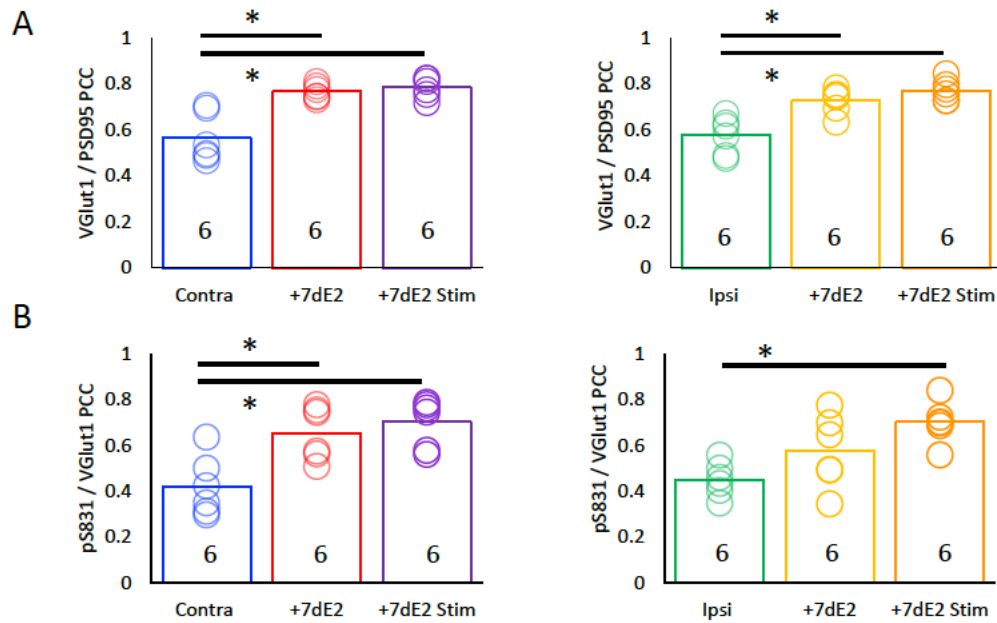 A
*
*
VGlut1 / PSD95 PCC
1
0.8
0.6
0.4
0.2
0
6
6
6
Contra
+7dE2
+7dE2 Stim
*
*
VGlut1 / PSD95 PCC
1
0.8
0.6
0.4
0.2
0
6
6
6
Ipsi
+7dE2
+7dE2 Stim
B
*
*
pS831 / VGlut1 PCC
1
0.8
0.6
0.4
0.2
0
6
6
6
Contra
+7dE2
+7dE2 Stim
*
pS831 / VGlut1 PCC
1
0.8
0.6
0.4
0.2
0
6
6
6
Ipsi
+7dE2
+7dE2 Stim